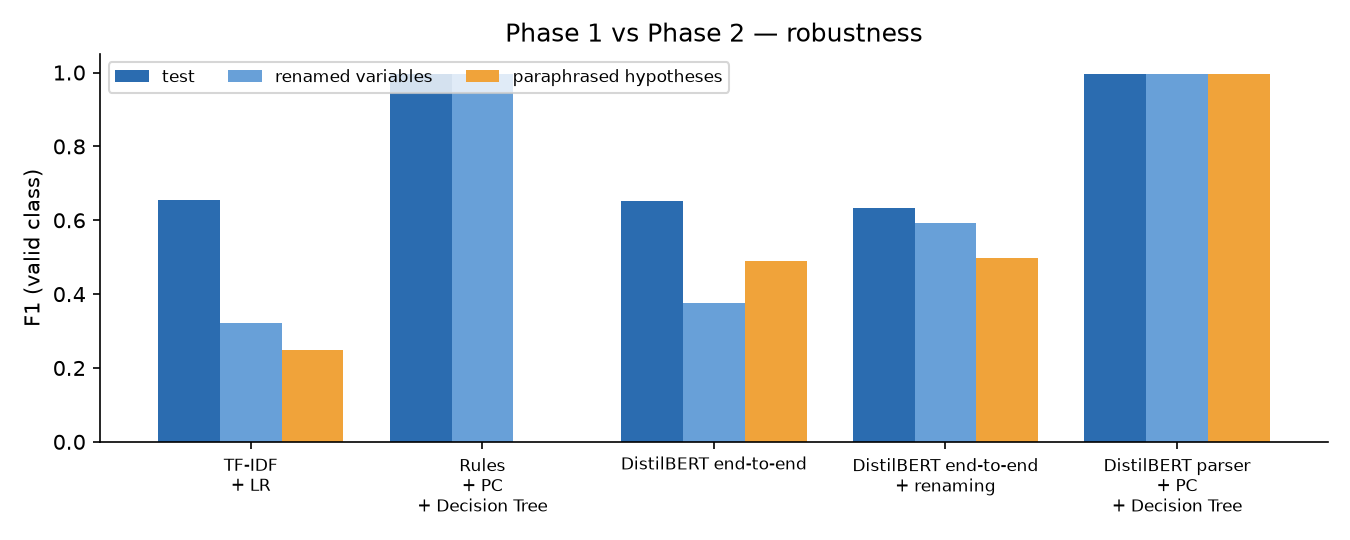 Phase 1 vs Phase 2 — robustness
test renamed variables paraphrased hypotheses
F1 (valid class)
1.0
0.8
0.6
0.4
0.2
0.0
TF-IDF
+ LR
Rules
+ PC
+ Decision Tree
DistilBERT end-to-end
DistilBERT end-to-end
+ renaming
DistilBERT parser
+ PC
+ Decision Tree